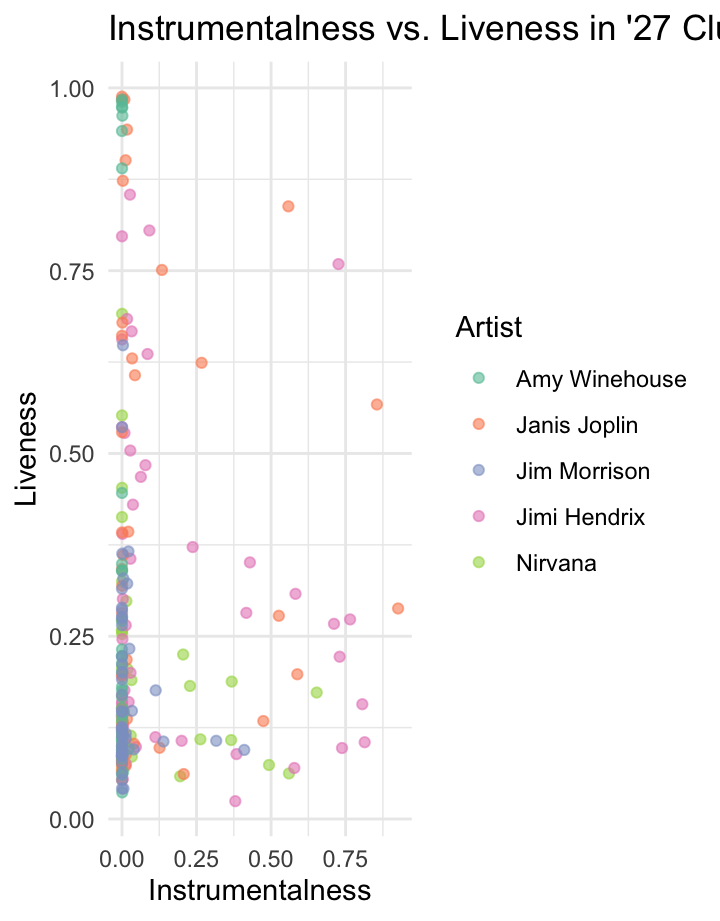 Instrumentalness vs. Liveness in '27 Clu
1.00
0.75
0.50
0.25
0.00
Liveness
0.00 0.25 0.50 0.75
Instrumentalness
Artist
Amy Winehouse
Janis Joplin
Jim Morrison
Jimi Hendrix
Nirvana